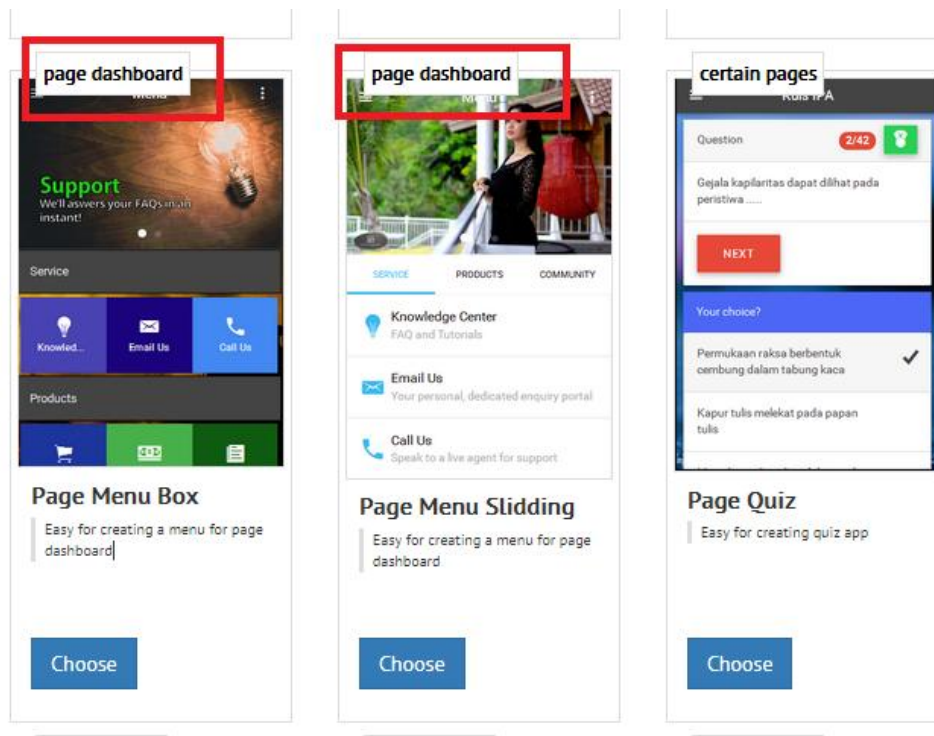 page dashboard
Menu
Support
We'll aswers your FAQs in an
instant!
Service
Knowled...
Email Us
Call Us
Products
Page Menu Box
Easy for creating a menu for page
dashboard
Choose
page dashboard
Menu
SERVICE
PRODUCTS
COMMUNITY
Knowledge Center
FAQ and Tutorials
Email Us
Your personal, dedicated enquiry portal
Call Us
Speak to a live agent for support
Page Menu Slidding
Easy for creating a menu for page
dashboard
Choose
certain pages
IPA
Question
2/42
Gejala kapilaritas dapat dilihat pada
peristiwa .....
NEXT
Your choice?
Permukaan raksa berbentuk
cembung dalam tabung kaca
Kapur tulis melekat pada papan
tulis
Page Quiz
Easy for creating quiz app
Choose